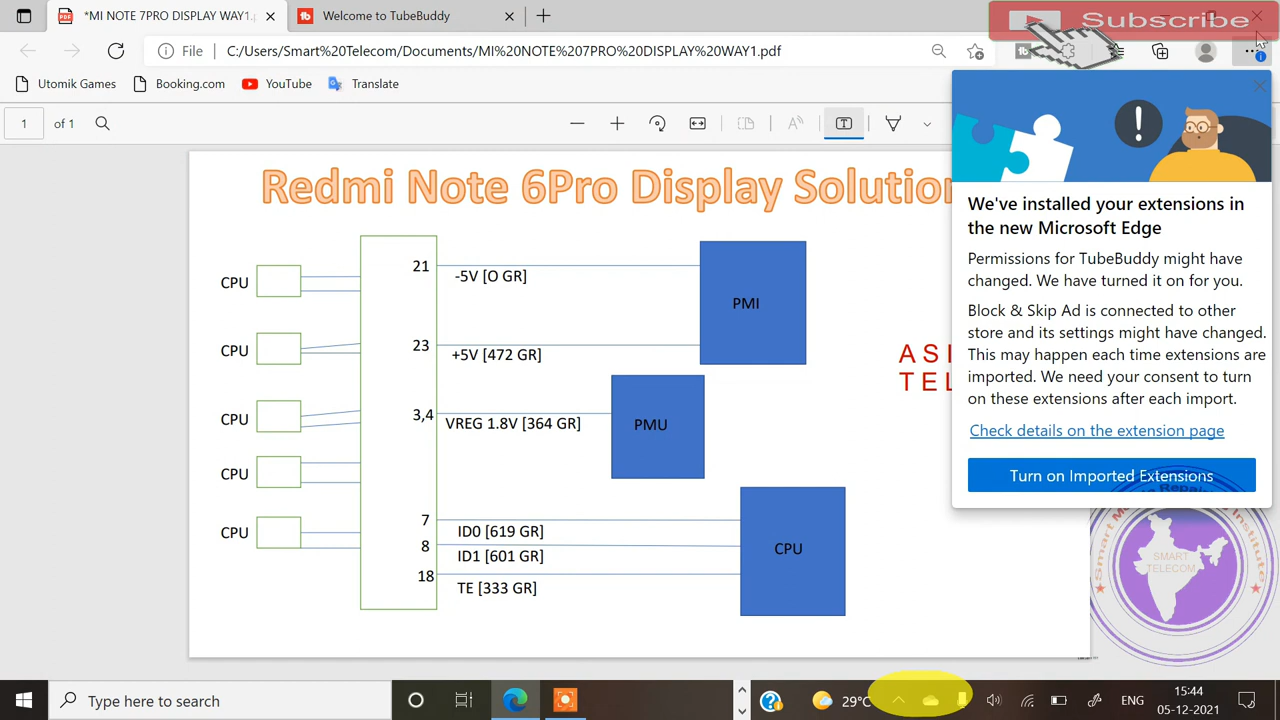 *MI NOTE 7PRO DISPLAY WAY1.
Welcome to TubeBuddy
Subscribe
File
C:/Users/Smart%20Telecom/Documents/MI%20NOTE%207PRO%20DISPLAY%20WAY1.pdf
Utomik Games
Booking.com
YouTube
Translate
1 of 1
Redmi Note 6Pro Display Solution
CPU
CPU
CPU
CPU
CPU
21
-5V [O GR]
PMI
23
+5V [472 GR]
3,4
VREG 1.8V [364 GR]
PMU
7
ID0 [619 GR]
8
ID1 [601 GR]
18
TE [333 GR]
CPU
ASI
TEL
We've installed your extensions in
the new Microsoft Edge
Permissions for TubeBuddy might have
changed. We have turned it on for you.
Block & Skip Ad is connected to other
store and its settings might have changed.
This may happen each time extensions are
imported. We need your consent to turn
on these extensions after each import.
Check details on the extension page
Turn on Imported Extensions
SMART
TELECOM
Type here to search
29°C
ENG
15:44
05-12-2021